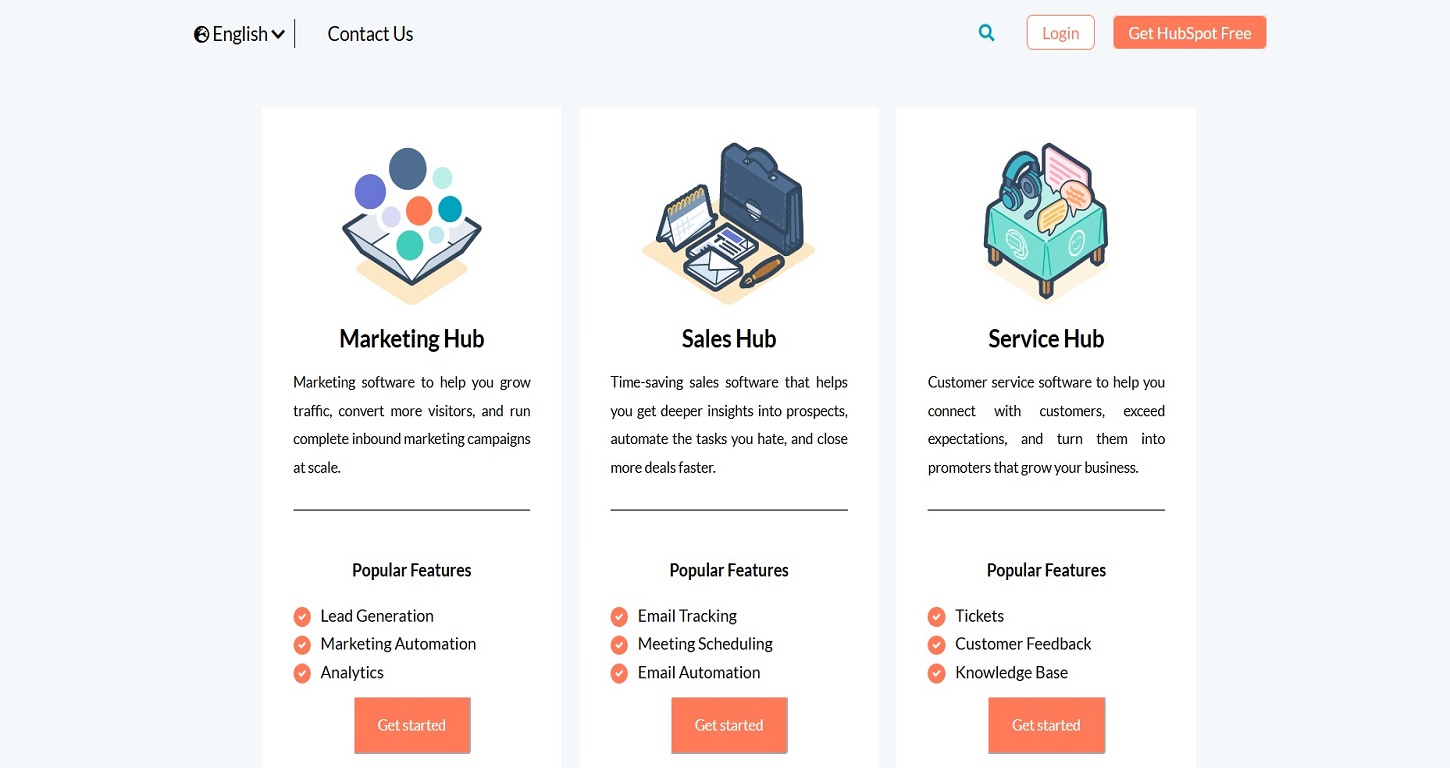 English
Contact Us
Login
Get HubSpot Free
Marketing Hub
Marketing software to help you grow
traffic, convert more visitors, and run
complete inbound marketing campaigns
at scale.
Popular Features
Lead Generation
Marketing Automation
Analytics
Get started
Sales Hub
Time-saving sales software that helps
you get deeper insights into prospects,
automate the tasks you hate, and close
more deals faster.
Popular Features
Email Tracking
Meeting Scheduling
Email Automation
Get started
Service Hub
Customer service software to help you
connect with customers, exceed
expectations, and turn them into
promoters that grow your business.
Popular Features
Tickets
Customer Feedback
Knowledge Base
Get started